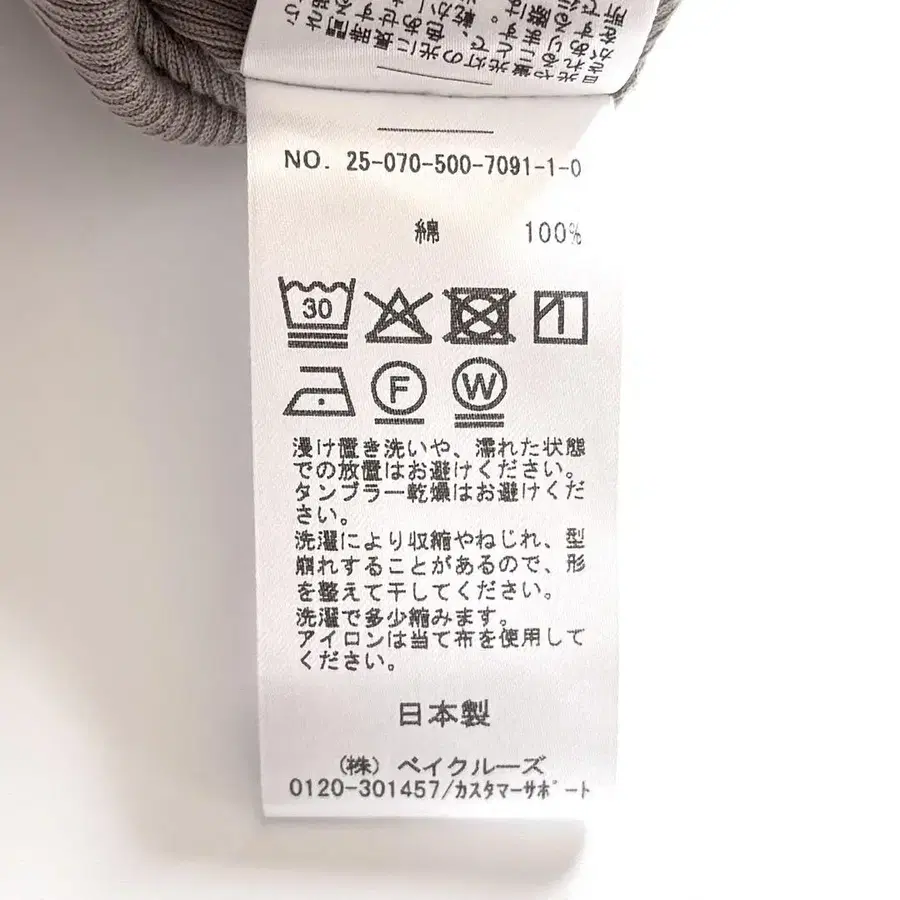 NO. 25-070-500-7091-1-0
綿 100%
30
F W
浸け置き洗いや、濡れた状態
での放置はお避けください。
タンブラー乾燥はお避けくだ
さい。
洗濯により収縮やねじれ、型
崩れすることがあるので、形
を整えて干してください。
洗濯で多少縮みます。
アイロンは当て布を使用して
ください。
日本製
(株) ベイクルーズ
0120-301457/カスタマーサポート